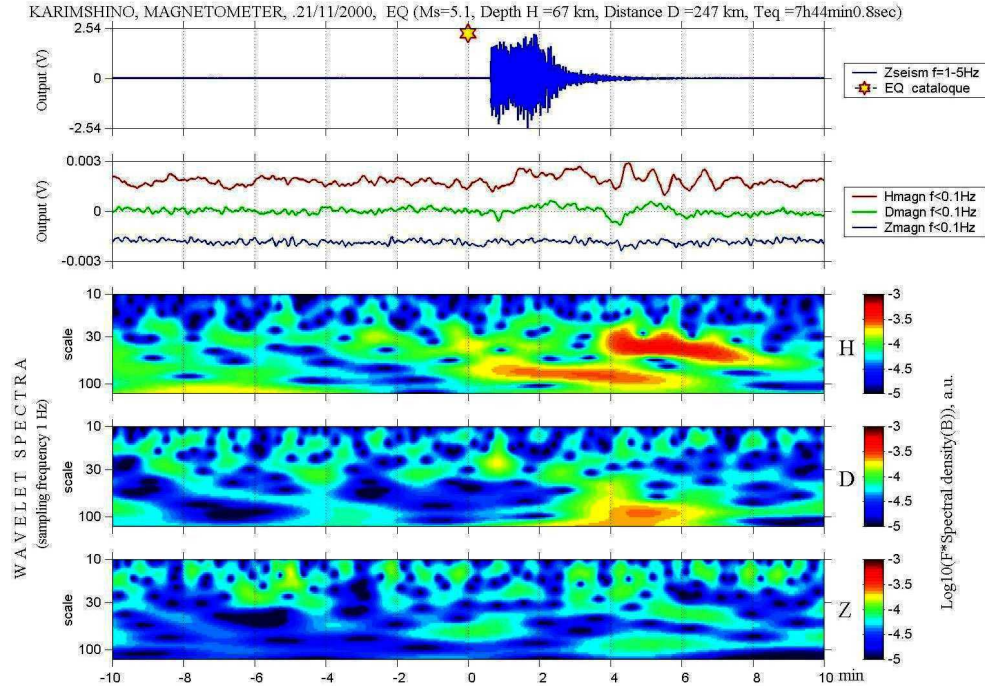 KARIMSHINO, MAGNETOMETER, .21/11/2000, EQ (Ms=5.1, Depth H =67 km, Distance D =247 km, Teq =7h44min0.8sec)
2.54
0
-2.54
Output (V)
Zseism f=1-5Hz
EQ cataloque
0.003
0
-0.003
Output (V)
Hmagn f<0.1Hz
Dmagn f<0.1Hz
Zmagn f<0.1Hz
WAVELET SPECTRA
(sampling frequency 1 Hz)
10
30
100
scale
H
-3
-3.5
-4
-4.5
-5
10
30
100
scale
D
-3
-3.5
-4
-4.5
-5
10
30
100
scale
Z
-3
-3.5
-4
-4.5
-5
Log10(F*Spectral density(B)), a.u.
-10 -8 -6 -4 -2 0 2 4 6 8 10 min